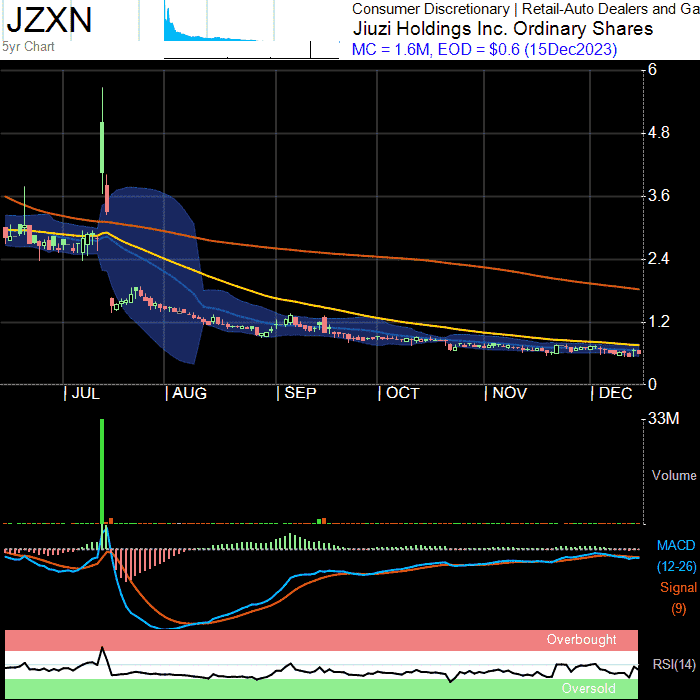 JZXN
5yr Chart
Consumer Discretionary | Retail-Auto Dealers and Ga
Jiuzi Holdings Inc. Ordinary Shares
MC = 1.6M, EOD = $0.6 (15Dec2023)
6
4.8
3.6
2.4
1.2
0
| JUL | AUG | SEP | OCT | NOV | DEC
33M
Volume
MACD
(12-26)
Signal
(9)
Overbought
RSI(14)
Oversold